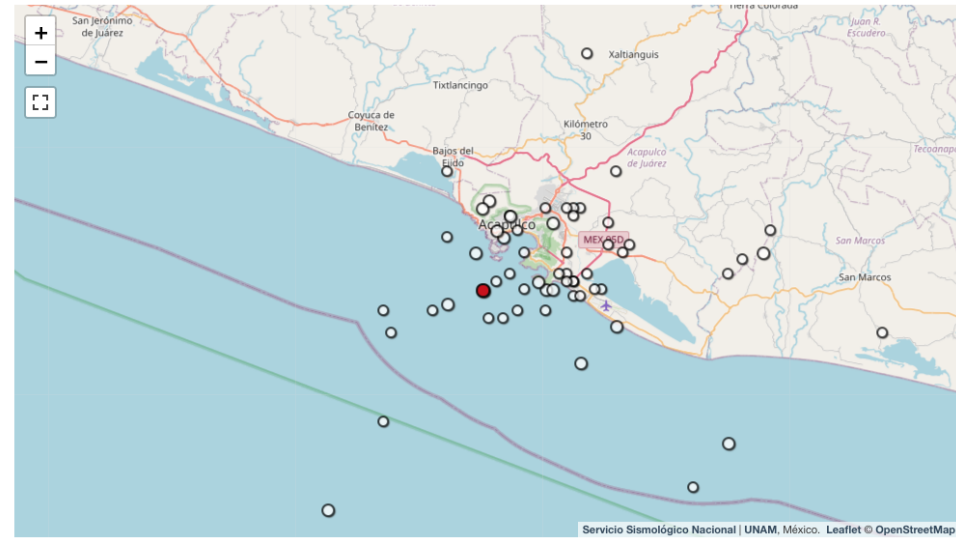 Tierra Colorada
San Jerónimo
de Juárez
Juan R.
Escudero
+
−
Xaltianguis
Tixtlancingo
Coyuca de
Benítez
Kilómetro
30
Bajos del
Ejido
Acapulco
de Juárez
Tecoanapa
Acapulco
MEX 95D
San Marcos
San Marcos
Servicio Sismológico Nacional | UNAM, México. Leaflet © OpenStreetMap